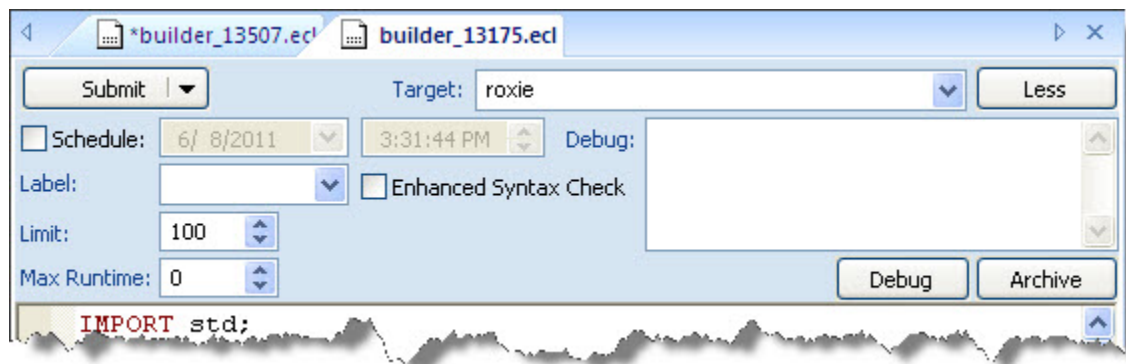 *builder_13507.ecl builder_13175.ecl
Submit Target: roxie Less
Schedule: 6/ 8/2011 3:31:44 PM Debug:
Label: Enhanced Syntax Check
Limit: 100
Max Runtime: 0 Debug Archive
IMPORT std;